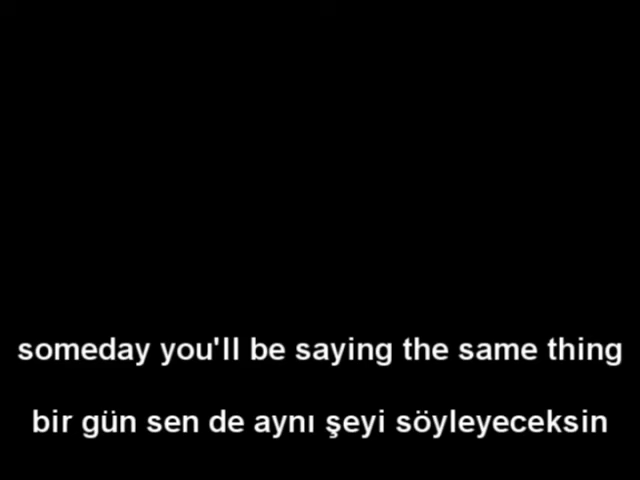 someday you'll be saying the same thing
bir gün sen de aynı şeyi söyleyeceksin